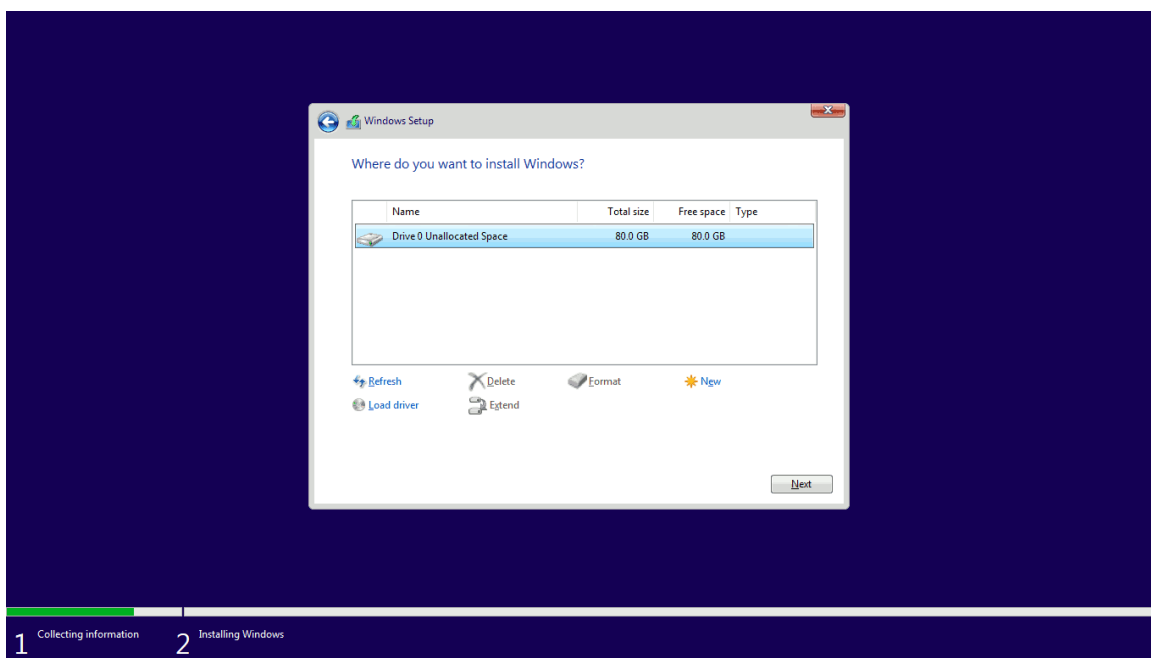 Windows Setup
Where do you want to install Windows?
Name Total size Free space Type
Drive 0 Unallocated Space 80.0 GB 80.0 GB
Refresh Delete Format New
Load driver Extend
Next
1 Collecting information 2 Installing Windows